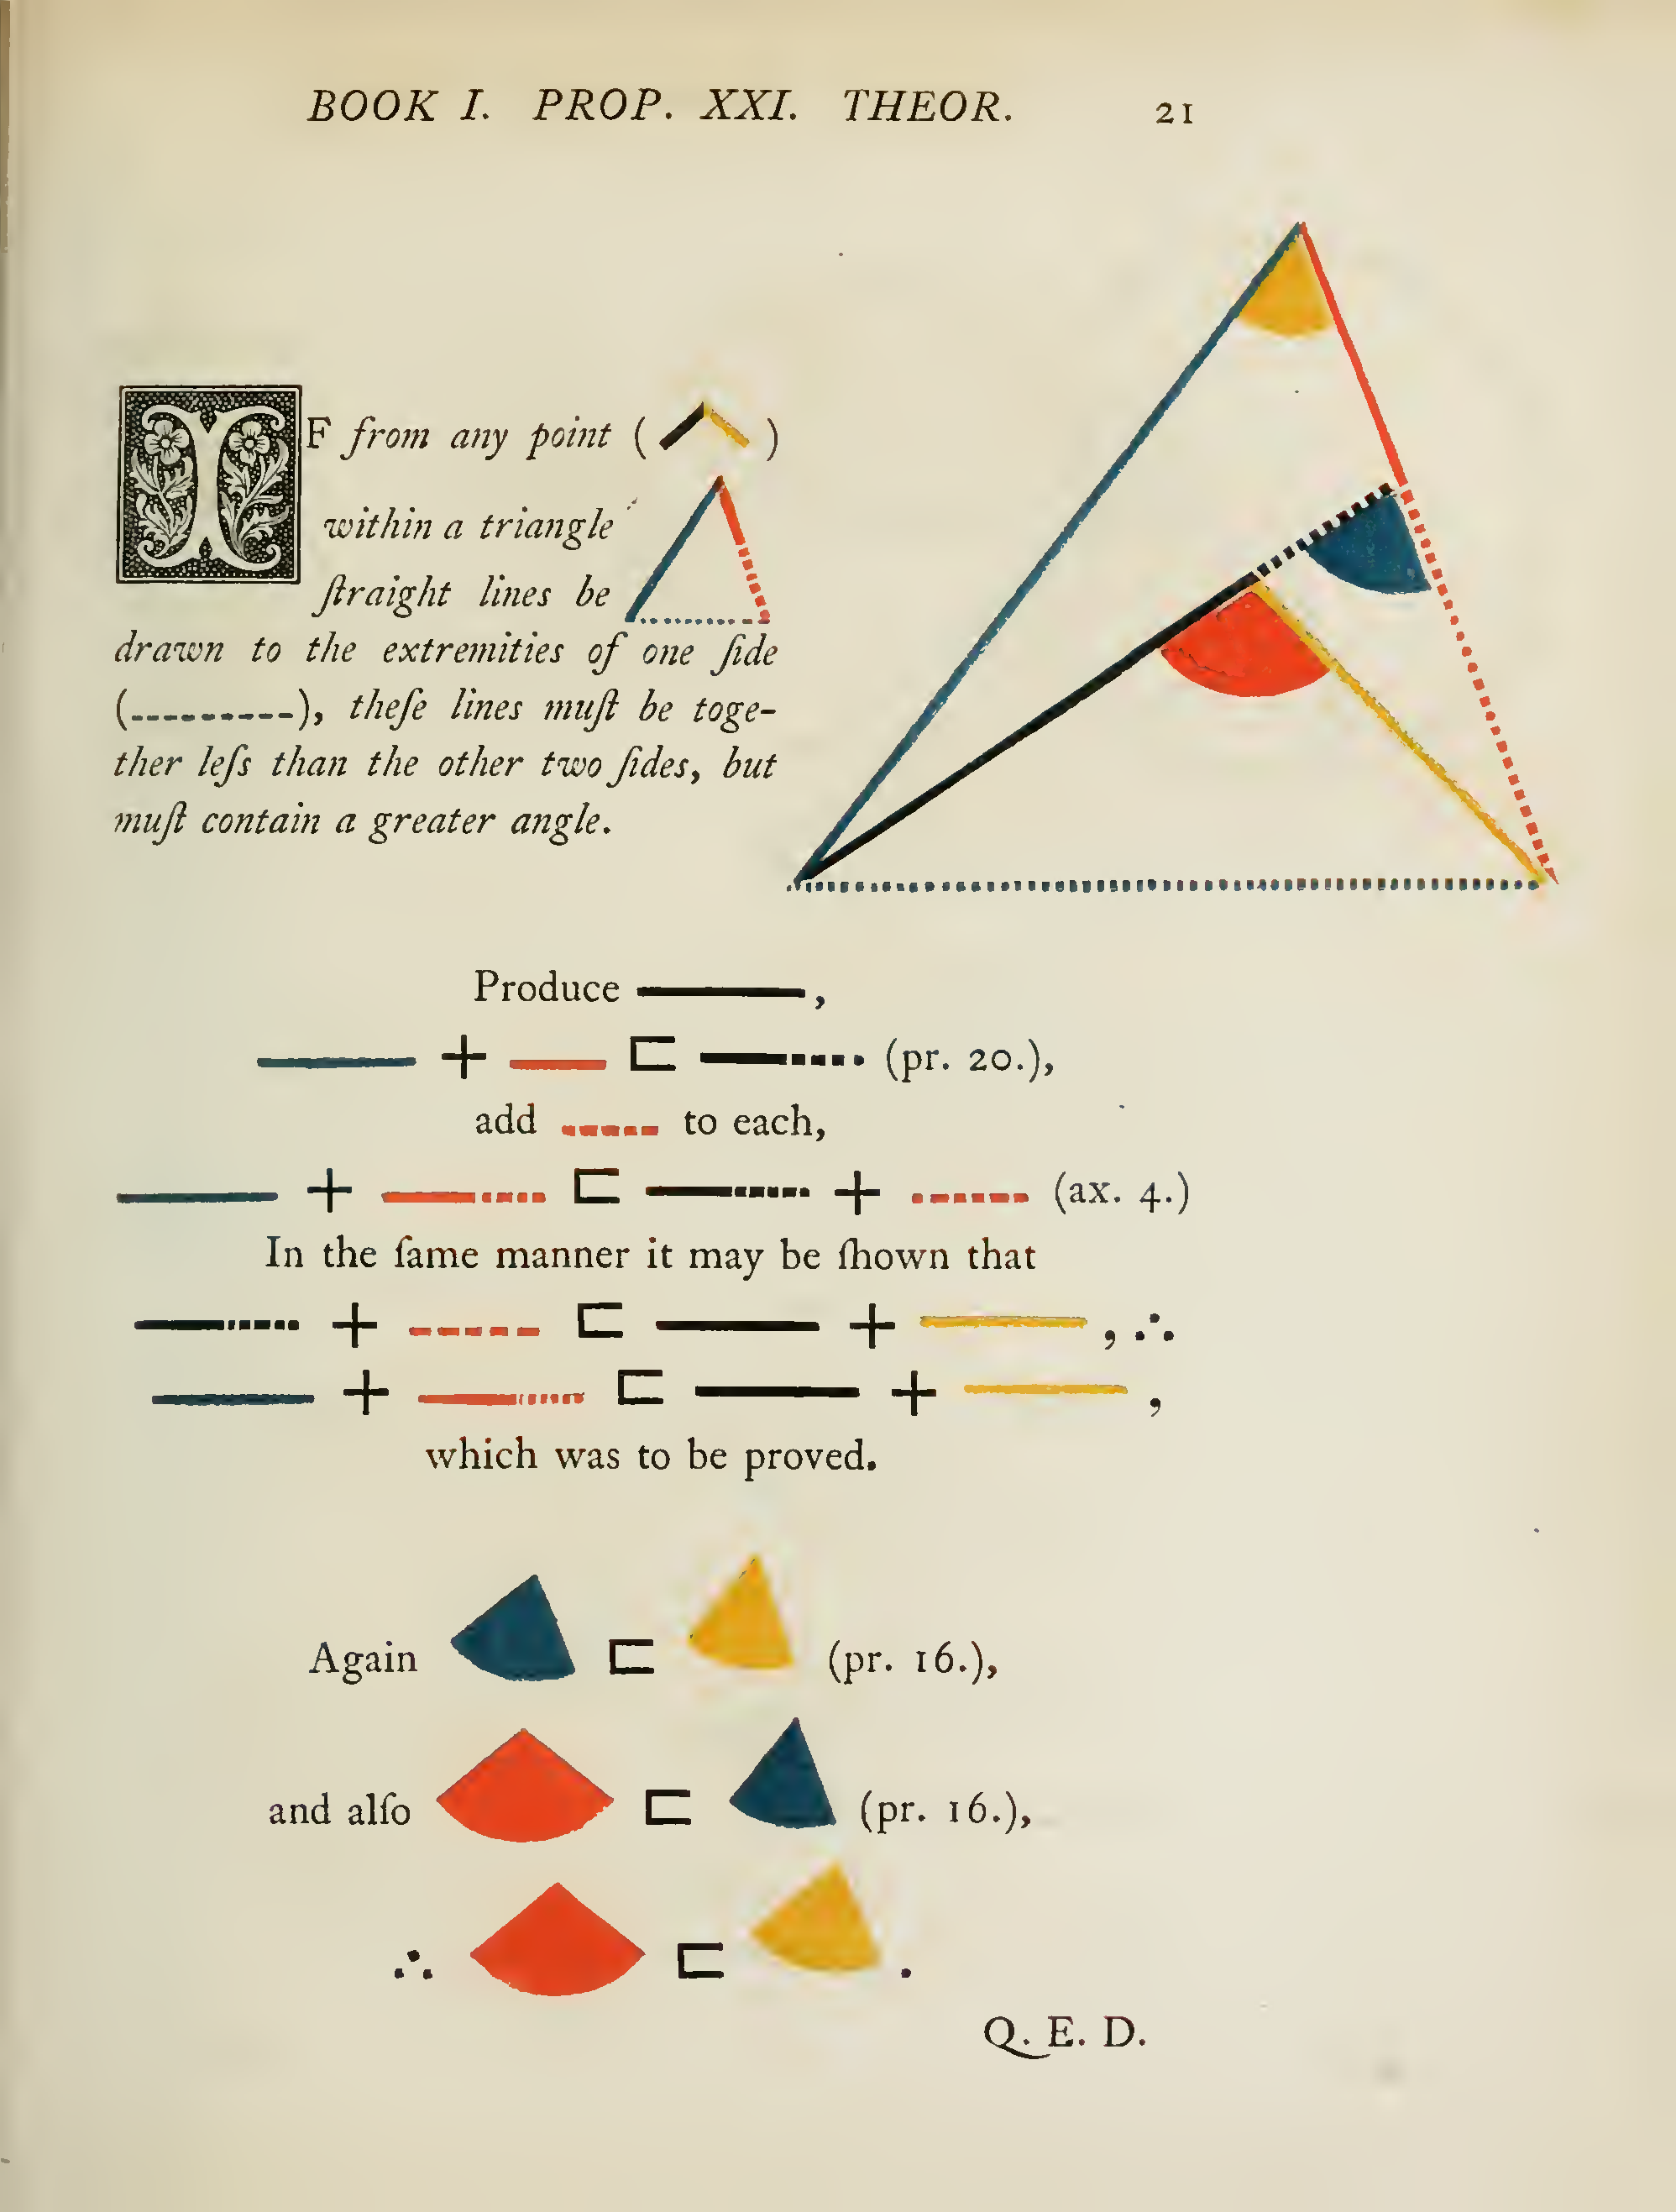 BOOK I. PROP. XXI. THEOR. 21
IF from any point ( )
within a triangle
ſtraight lines be
drawn to the extremities of one ſide
( ), theſe lines muſt be toge-
ther leſs than the other two ſides, but
muſt contain a greater angle.
Produce ,
+ ⊏ (pr. 20.),
add to each,
+ ⊏ + (ax. 4.)
In the ſame manner it may be ſhown that
+ ⊏ + , ∴
+ ⊏ + ,
which was to be proved.
Again ⊏ (pr. 16.),
and alſo ⊏ (pr. 16.),
∴ ⊏ .
Q. E. D.